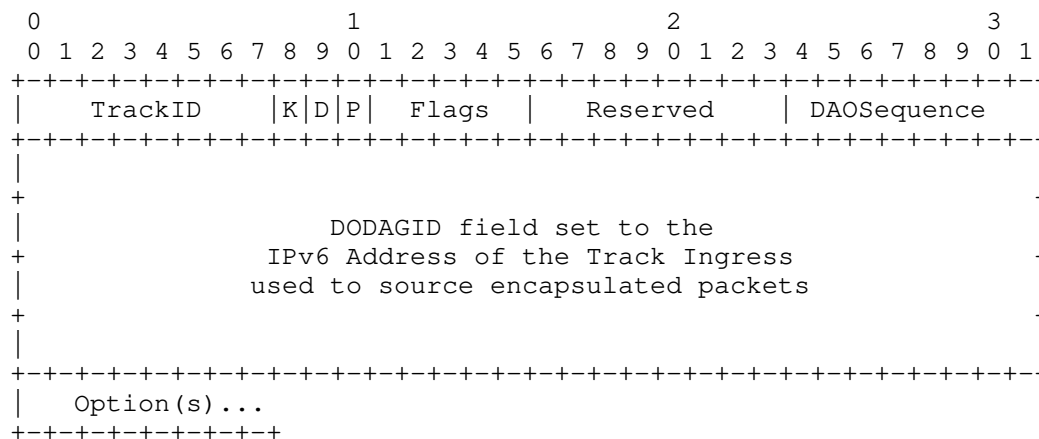 0                   1                   2                   3
 0 1 2 3 4 5 6 7 8 9 0 1 2 3 4 5 6 7 8 9 0 1 2 3 4 5 6 7 8 9 0 1
+-+-+-+-+-+-+-+-+-+-+-+-+-+-+-+-+-+-+-+-+-+-+-+-+-+-+-+-+-+-+-+-
|    TrackID    |K|D|P|  Flags  |   Reserved    | DAOSequence
+-+-+-+-+-+-+-+-+-+-+-+-+-+-+-+-+-+-+-+-+-+-+-+-+-+-+-+-+-+-+-+-
|
+                                                               -
|                   DODAGID field set to the
+               IPv6 Address of the Track Ingress               -
|              used to source encapsulated packets
+                                                               -
|
+-+-+-+-+-+-+-+-+-+-+-+-+-+-+-+-+-+-+-+-+-+-+-+-+-+-+-+-+-+-+-+-
|   Option(s)...
+-+-+-+-+-+-+-+-+